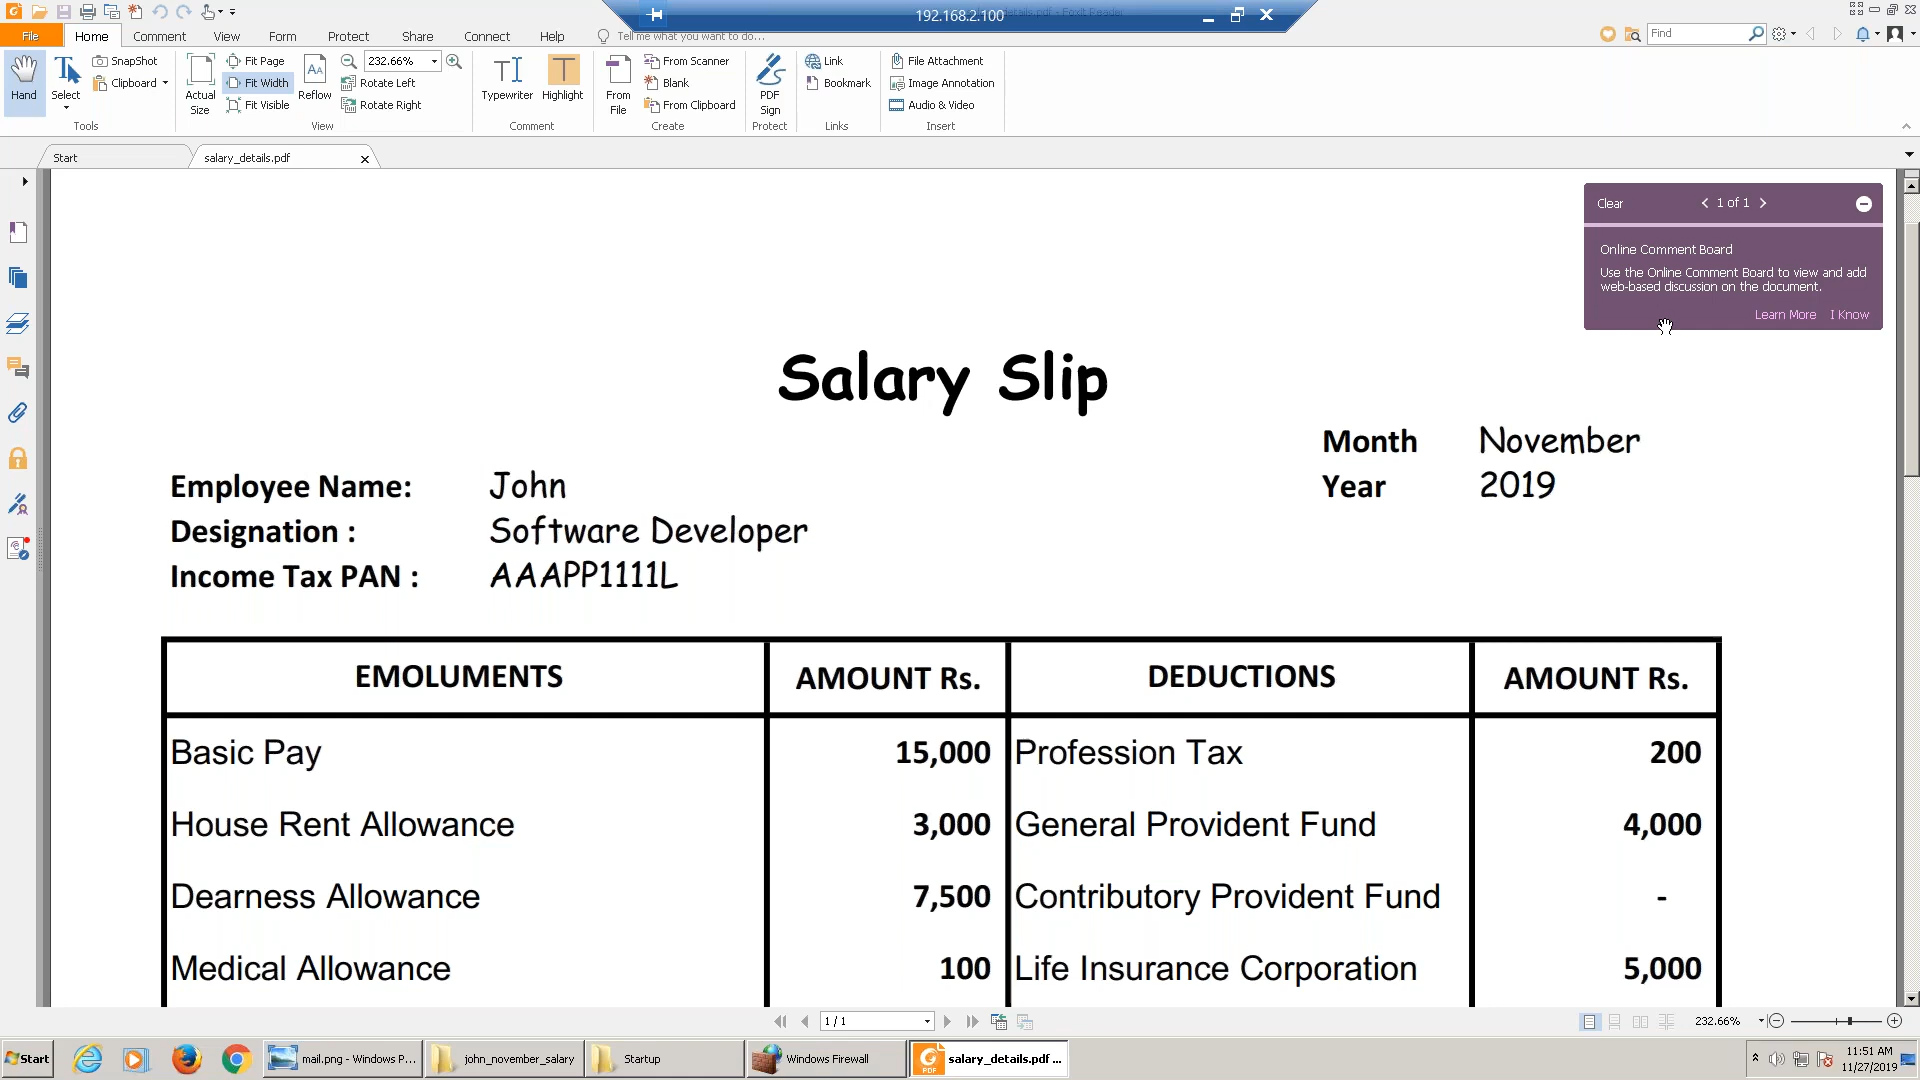 192.168.2.100
File Home Comment View Form Protect Share Connect Help Tell me what you want to do... Find
Hand
Select
SnapShot
Clipboard
Tools
Actual Size
Fit Page
Fit Width
Fit Visible
Reflow
232.66%
Rotate Left
Rotate Right
View
Typewriter
Highlight
Comment
From File
From Scanner
Blank
From Clipboard
Create
PDF Sign
Protect
Link
Bookmark
Links
File Attachment
Image Annotation
Audio & Video
Insert
Start salary_details.pdf
Clear 1 of 1
Online Comment Board
Use the Online Comment Board to view and add
web-based discussion on the document.
Learn More I Know
Salary Slip
Month November
Employee Name: John Year 2019
Designation : Software Developer
Income Tax PAN : AAAPP1111L
EMOLUMENTS AMOUNT Rs. DEDUCTIONS AMOUNT Rs.
Basic Pay 15,000 Profession Tax 200
House Rent Allowance 3,000 General Provident Fund 4,000
Dearness Allowance 7,500 Contributory Provident Fund -
Medical Allowance 100 Life Insurance Corporation 5,000
1 / 1 232.66%
Start mail.png - Windows P... john_november_salary Startup Windows Firewall salary_details.pdf ... 11:51 AM
11/27/2019